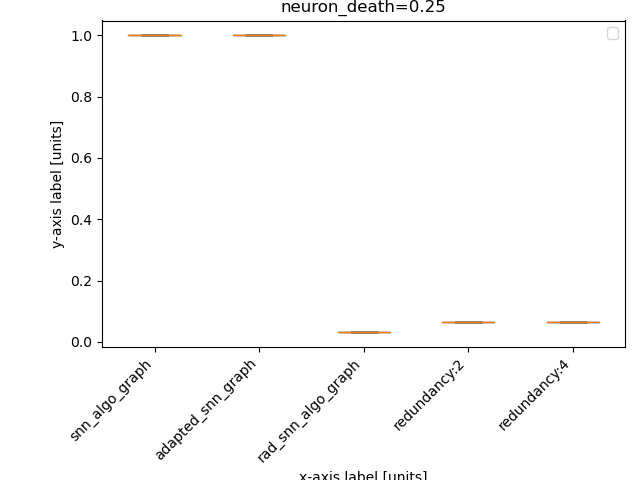 neuron_death=0.25
1.0
0.8
0.6
0.4
0.2
0.0
y-axis label [units]
snn_algo_graph
adapted_snn_graph
rad_snn_algo_graph
redundancy:2
redundancy:4
x-axis label [units]